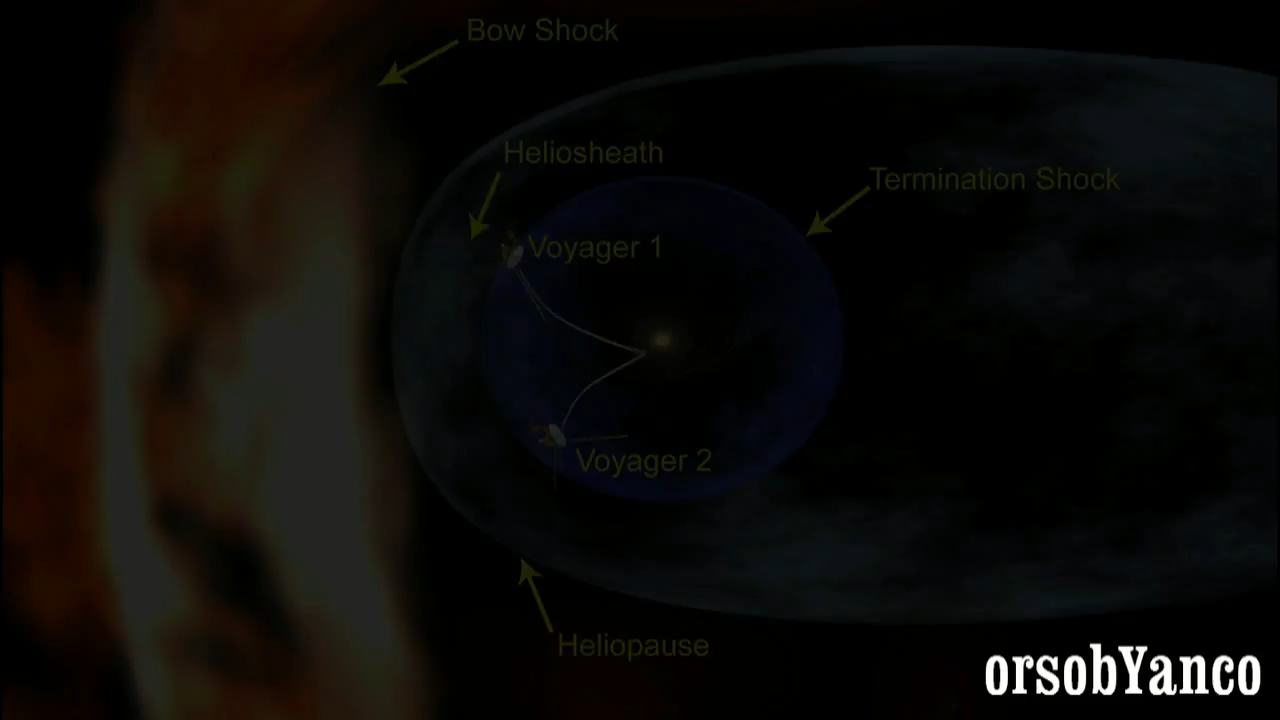 Bow Shock
Heliosheath
Termination Shock
Voyager 1
Voyager 2
Heliopause
orsobYanco